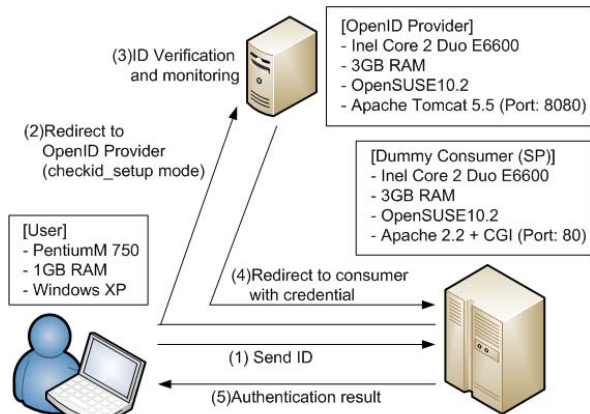 [OpenID Provider]
- Inel Core 2 Duo E6600
- 3GB RAM
- OpenSUSE10.2
- Apache Tomcat 5.5 (Port: 8080)
(3)ID Verification
and monitoring
(2)Redirect to
OpenID Provider
(checkid_setup mode)
[Dummy Consumer (SP)]
- Inel Core 2 Duo E6600
- 3GB RAM
- OpenSUSE10.2
- Apache 2.2 + CGI (Port: 80)
[User]
- PentiumM 750
- 1GB RAM
- Windows XP
(4)Redirect to consumer
with credential
(1) Send ID
(5)Authentication result